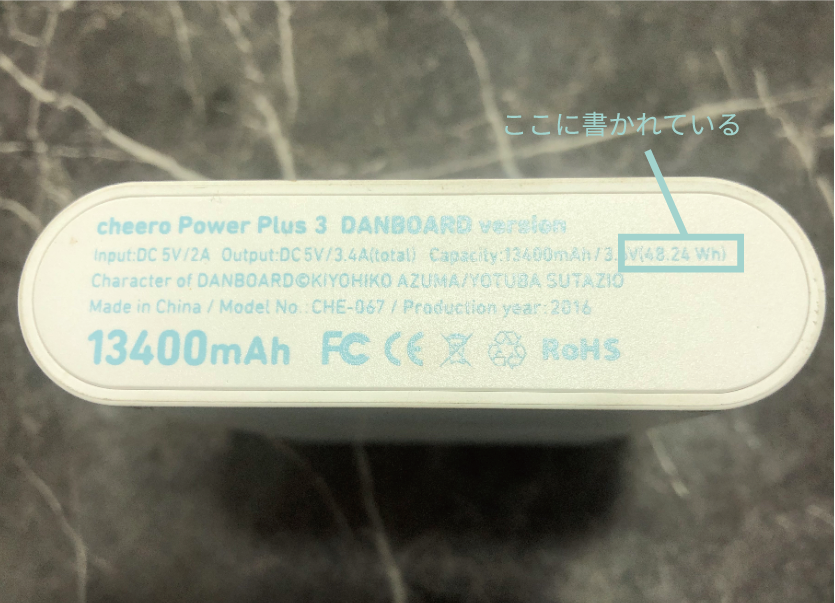 ここに書かれている
cheero Power Plus 3 DANBOARD version
Input:DC 5V/2A Output:DC 5V/3.4A(total) Capacity:13400mAh/3.6V(48.24 Wh)
Character of DANBOARD©KIYOHIKO AZUMA/YOTUBA SUTAZIO
Made in China / Model No.:CHE-067 / Production year:2016
13400mAh FC CE RoHS